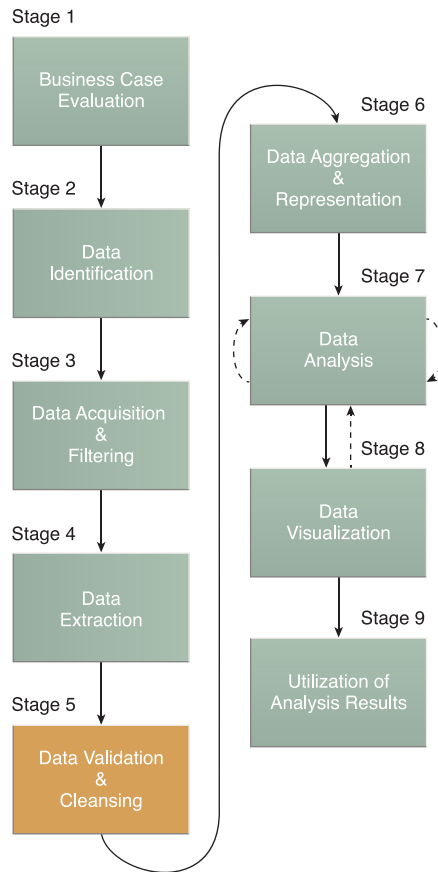 Stage 1
Business Case
Evaluation
Stage 2
Data
Identification
Stage 3
Data Acquisition
&
Filtering
Stage 4
Data
Extraction
Stage 5
Data Validation
&
Cleansing
Stage 6
Data Aggregation
&
Representation
Stage 7
Data
Analysis
Stage 8
Data
Visualization
Stage 9
Utilization of
Analysis Results